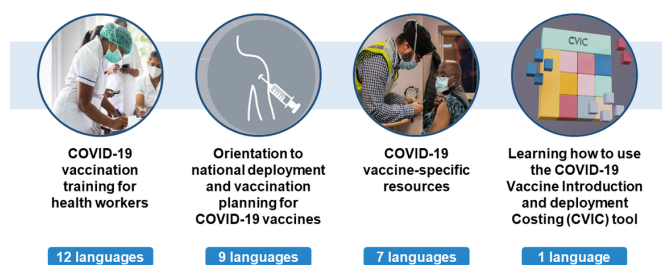 CVIC
COVID-19
vaccination
training for
health workers
Orientation to
national deployment
and vaccination
planning for
COVID-19 vaccines
COVID-19
vaccine-specific
resources
Learning how to use
the COVID-19
Vaccine Introduction
and deployment
Costing (CVIC) tool
12 languages
9 languages
7 languages
1 language